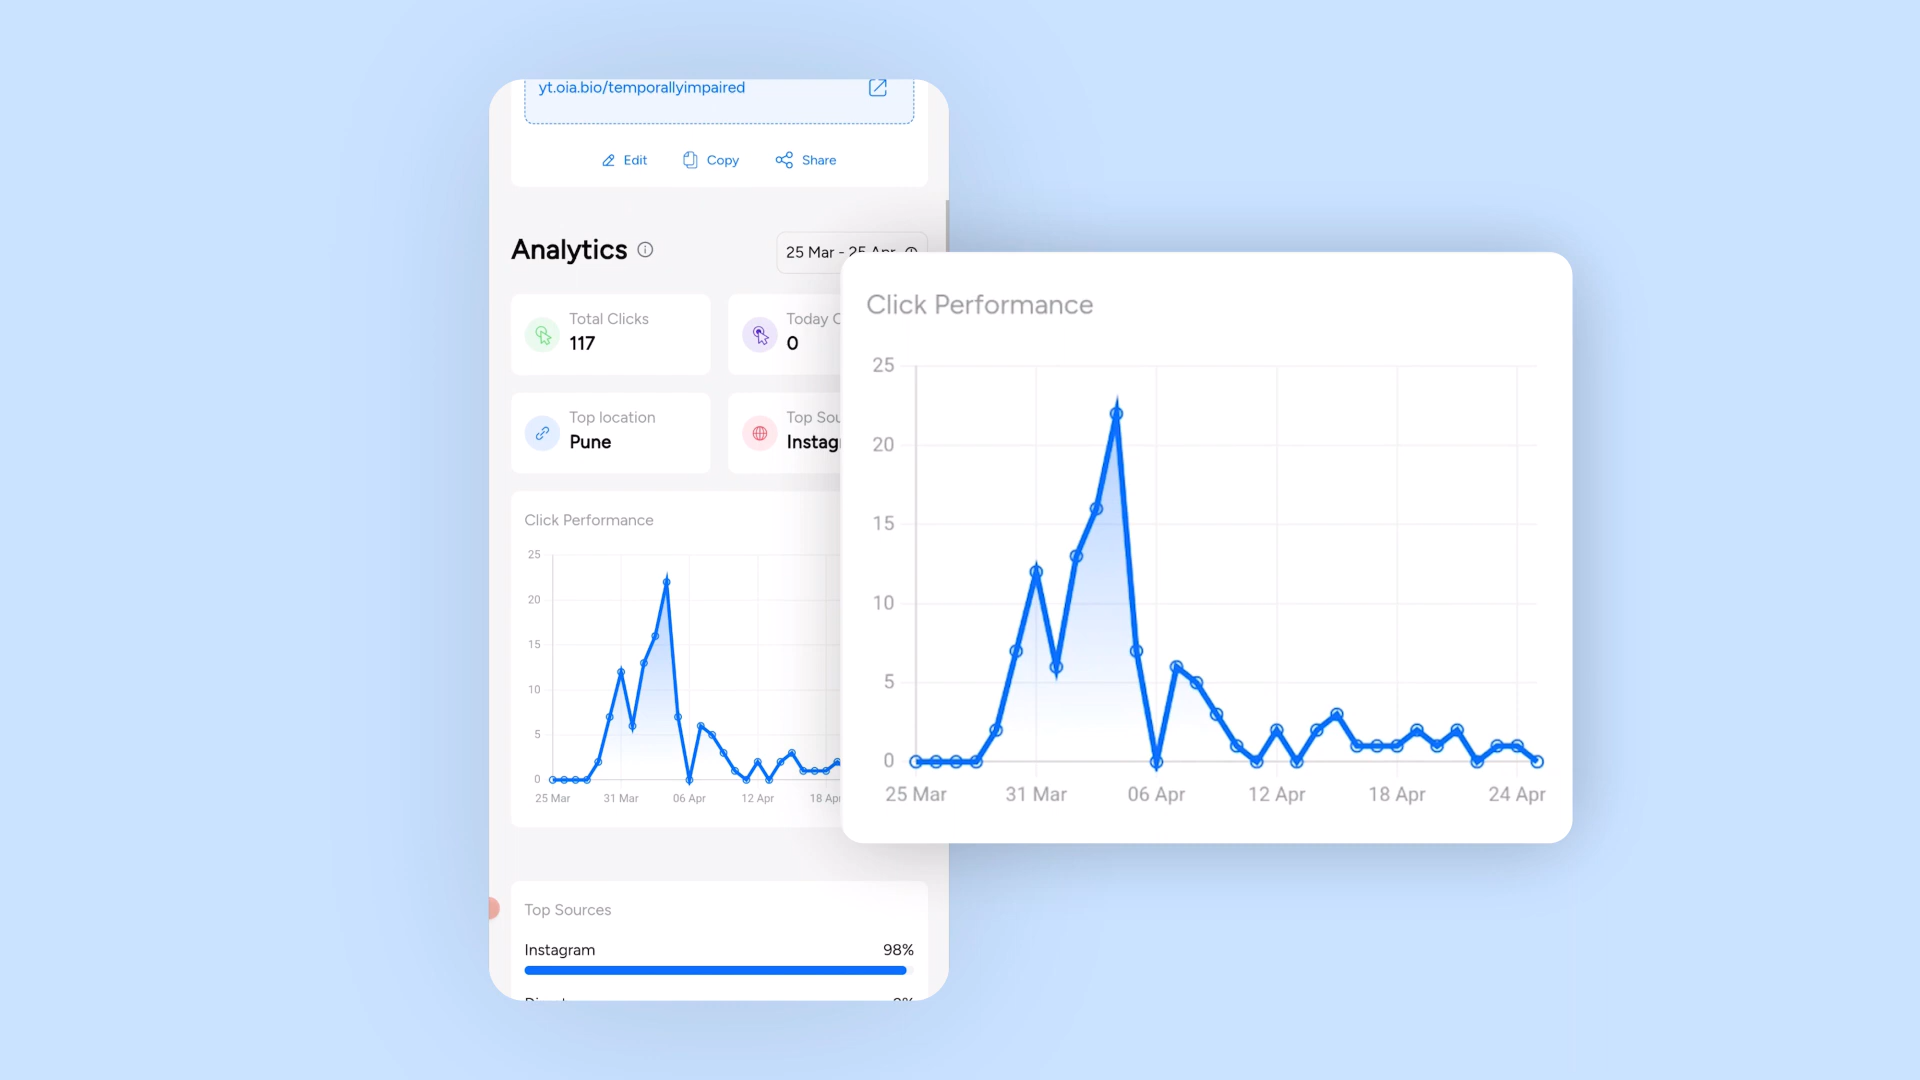 yt.oia.bio/temporallyimpaired
Edit
Copy
Share
Analytics
25 Mar - 25 Apr
Total Clicks
117
Today
0
Top location
Pune
Top
Click Performance
25
20
15
10
5
0
25 Mar
31 Mar
06 Apr
12 Apr
18
Top Sources
Instagram
98%
Click Performance
25
20
15
10
5
0
25 Mar
31 Mar
06 Apr
12 Apr
18 Apr
24 Apr